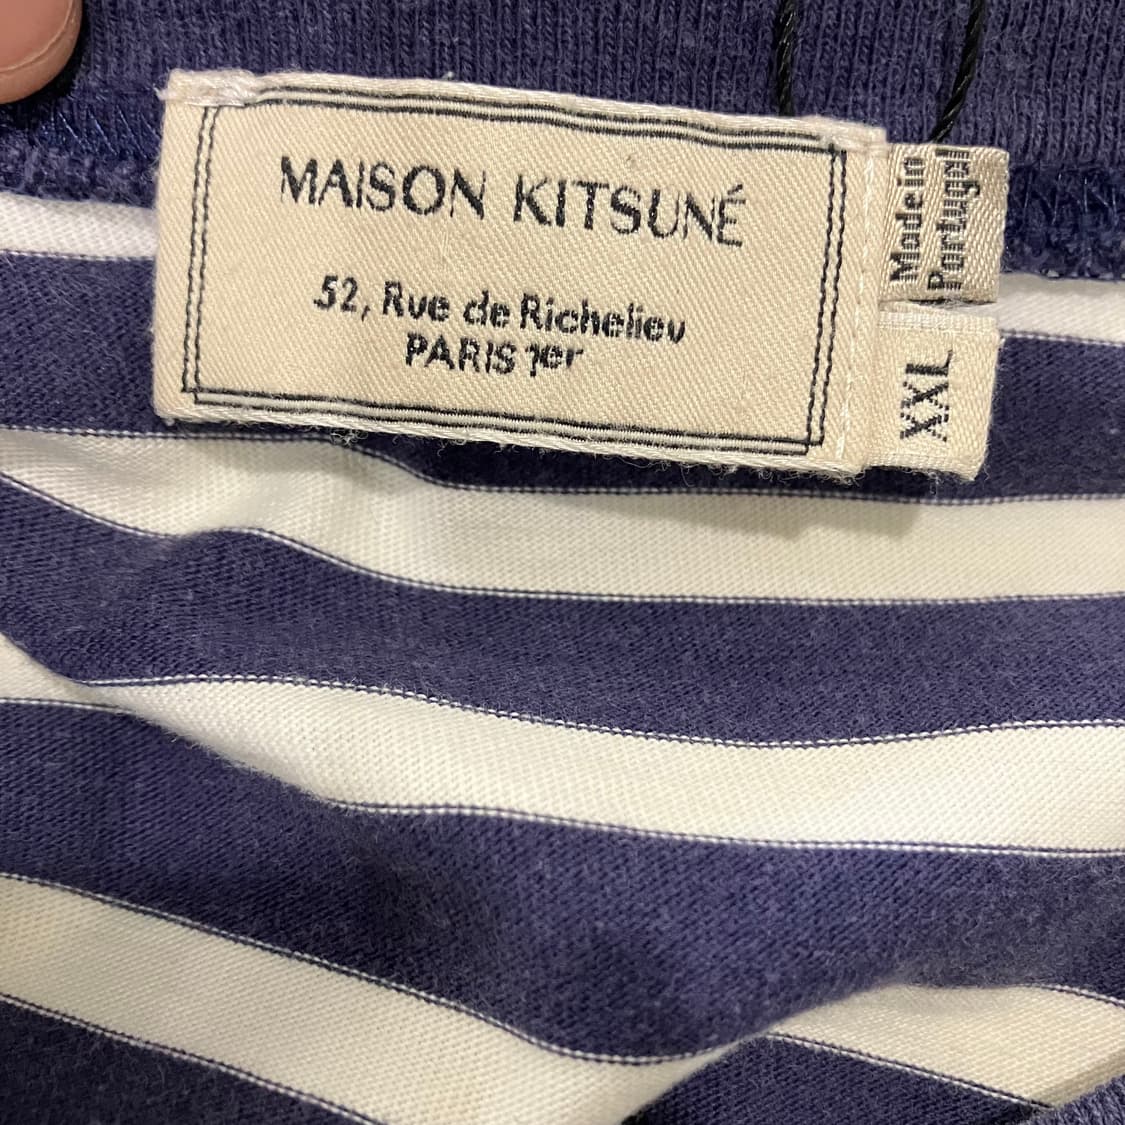 MAISON KITSUNÉ
52, Rue de Richelieu
PARIS 1er
Made in
Portugal
XXL